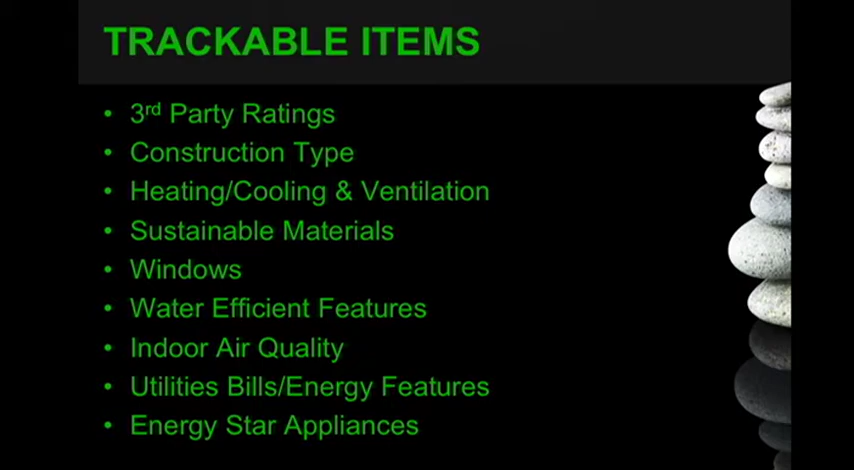 TRACKABLE ITEMS
• 3rd Party Ratings
• Construction Type
• Heating/Cooling & Ventilation
• Sustainable Materials
• Windows
• Water Efficient Features
• Indoor Air Quality
• Utilities Bills/Energy Features
• Energy Star Appliances